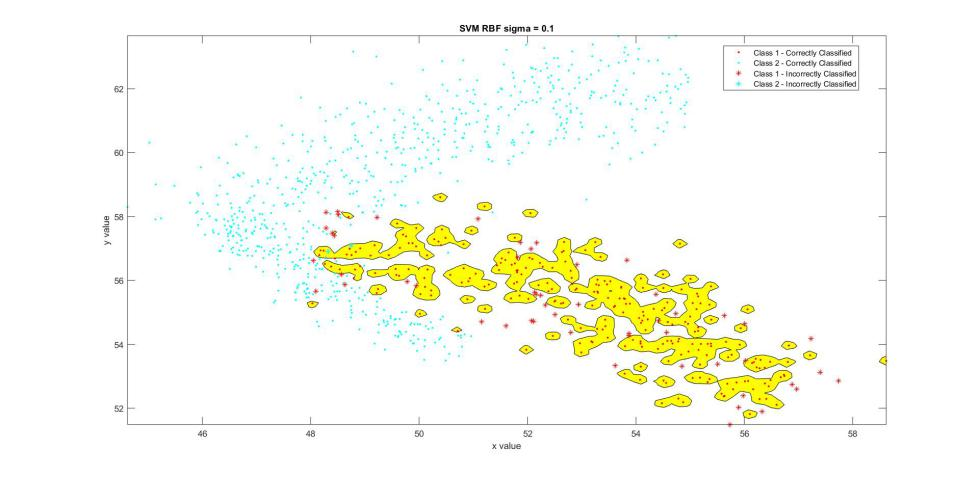 SVM RBF sigma = 0.1
Class 1 - Correctly Classified
Class 2 - Correctly Classified
Class 1 - Incorrectly Classified
Class 2 - Incorrectly Classified
62
60
58
56
54
52
y value
46 48 50 52 54 56 58
x value